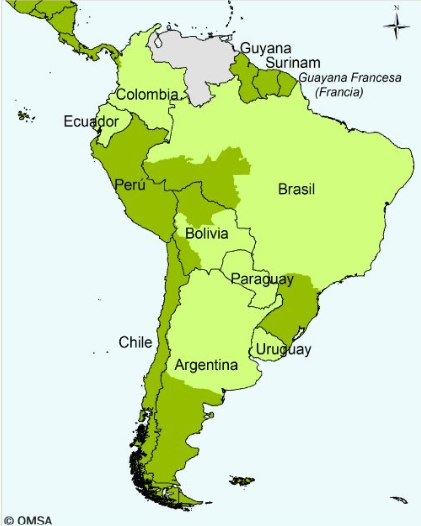 N
Guyana
Surinam
Guayana Francesa
(Francia)
Colombia
Ecuador
Perú
Brasil
Bolivia
Paraguay
Chile
Uruguay
Argentina
© OMSA